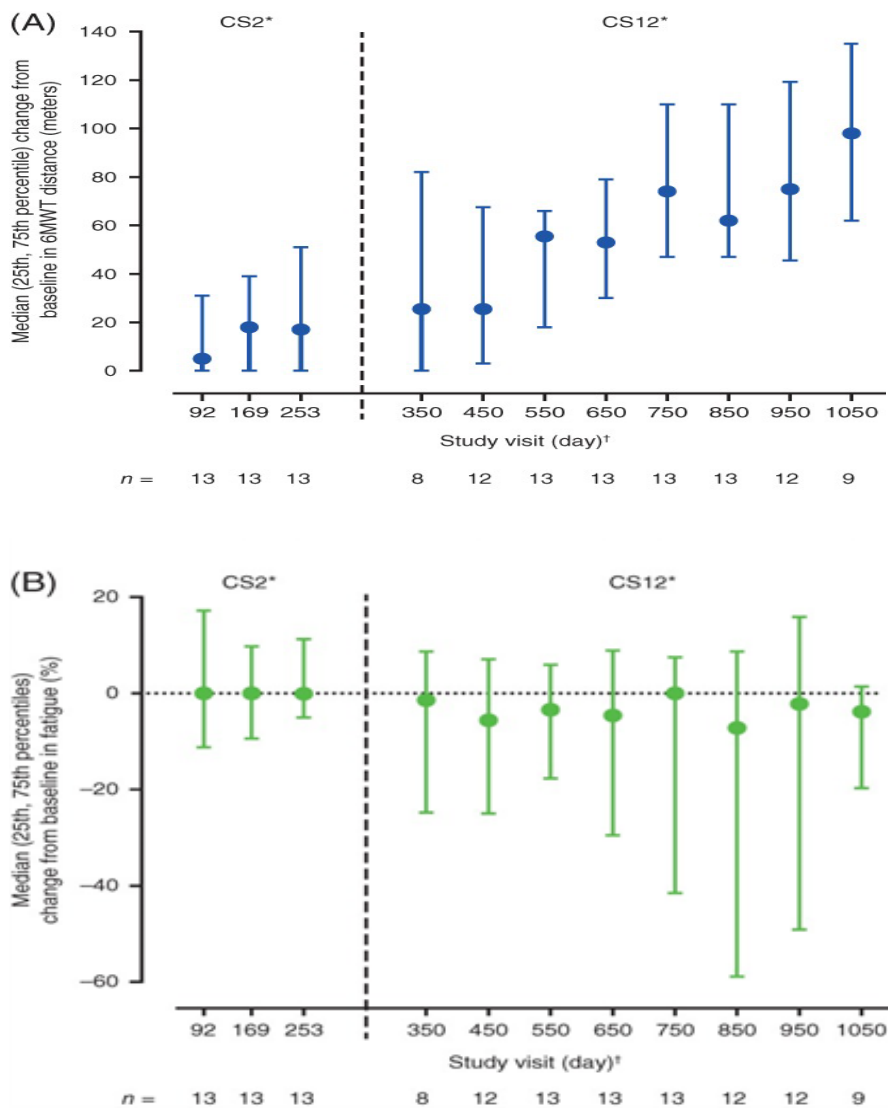 (A)
CS2*
CS12*
Median (25th, 75th percentile) change from
baseline in 6MWT distance (meters)
140
120
100
80
60
40
20
0
92 169 253 350 450 550 650 750 850 950 1050
Study visit (day)†
n = 13 13 13 8 12 13 13 13 13 12 9
(B)
CS2*
CS12*
Median (25th, 75th percentiles)
change from baseline in fatigue (%)
20
0
–20
–40
–60
92 169 253 350 450 550 650 750 850 950 1050
Study visit (day)†
n = 13 13 13 8 12 13 13 13 12 12 9